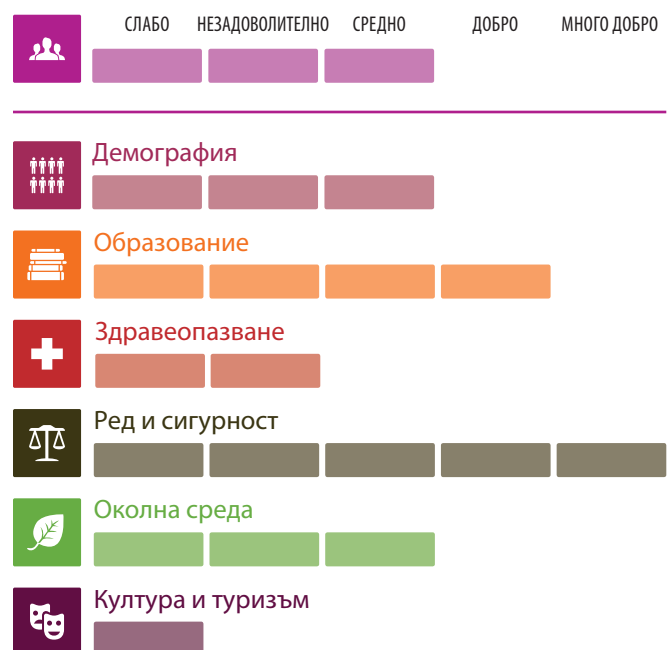 СЛАБО НЕЗАДОВОЛИТЕЛНО СРЕДНО ДОБРО МНОГО ДОБРО
Демография
Образование
Здравеопазване
Ред и сигурност
Околна среда
Култура и туризъм